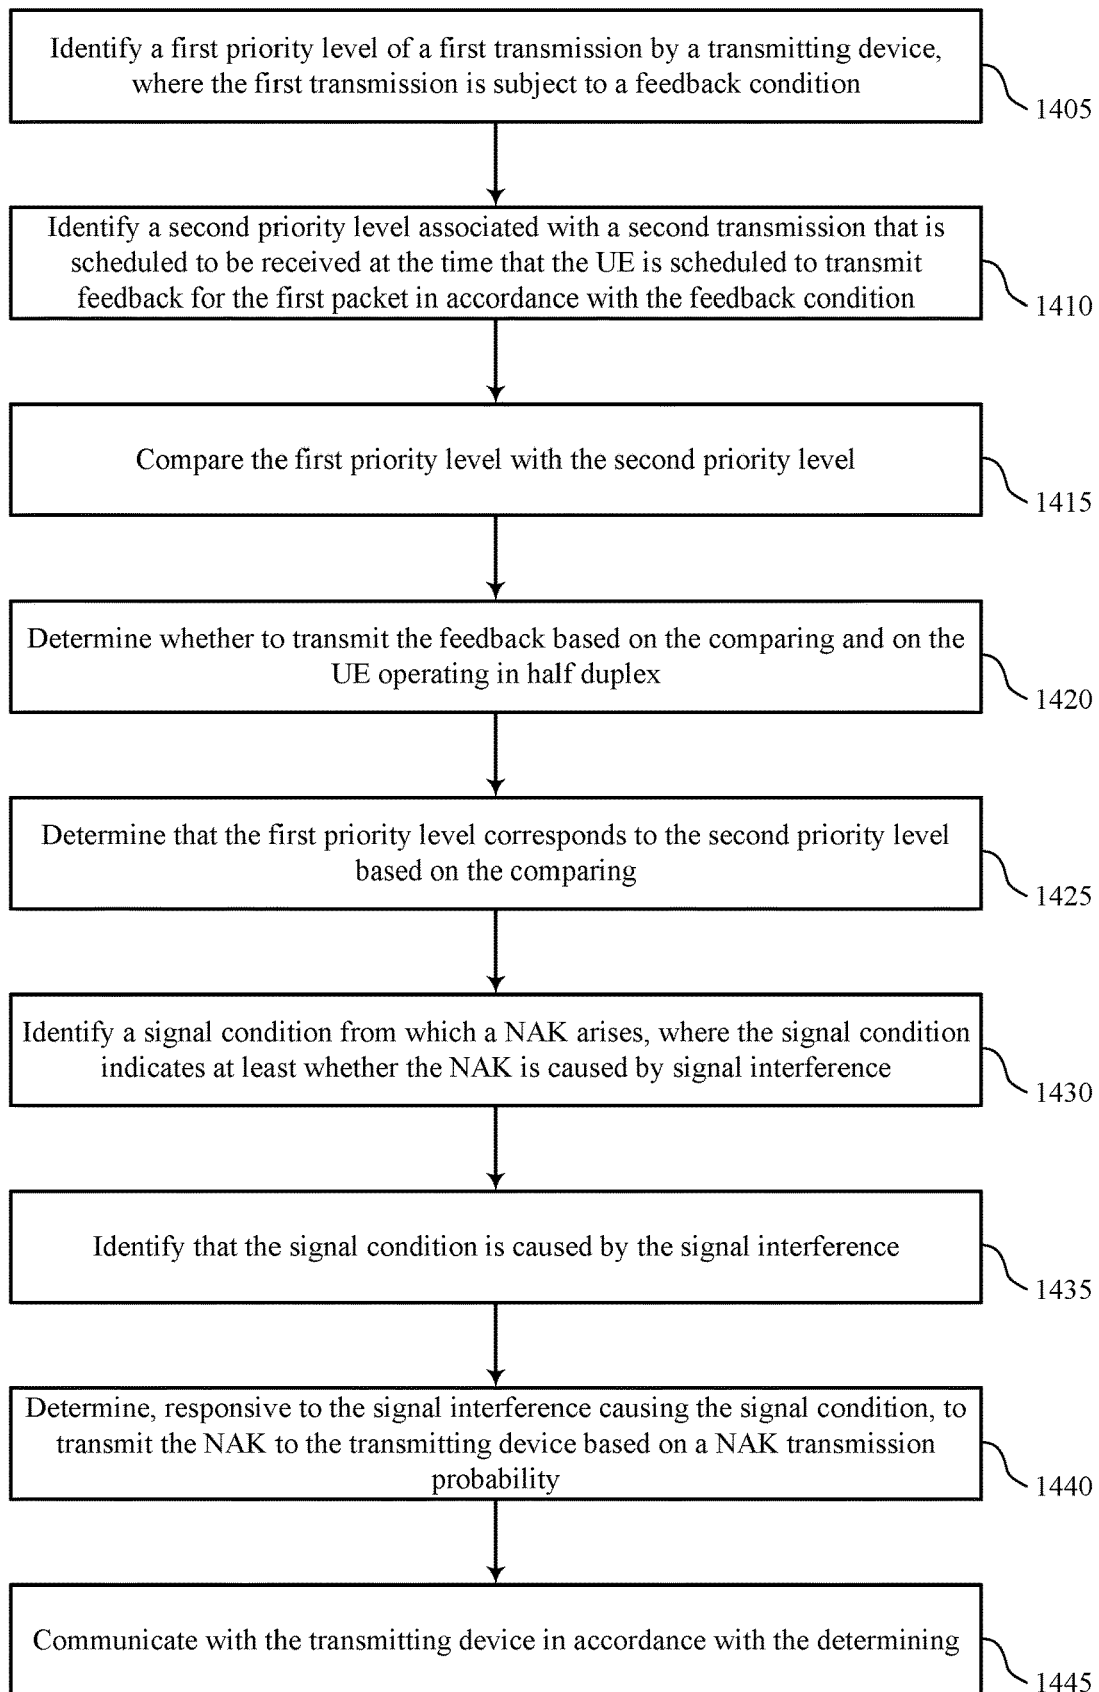 Identify a first priority level of a first transmission by a transmitting device,
where the first transmission is subject to a feedback condition
1405
Identify a second priority level associated with a second transmission that is
scheduled to be received at the time that the UE is scheduled to transmit
feedback for the first packet in accordance with the feedback condition
1410
Compare the first priority level with the second priority level
1415
Determine whether to transmit the feedback based on the comparing and on the
UE operating in half duplex
1420
Determine that the first priority level corresponds to the second priority level
based on the comparing
1425
Identify a signal condition from which a NAK arises, where the signal condition
indicates at least whether the NAK is caused by signal interference
1430
Identify that the signal condition is caused by the signal interference
1435
Determine, responsive to the signal interference causing the signal condition, to
transmit the NAK to the transmitting device based on a NAK transmission
probability
1440
Communicate with the transmitting device in accordance with the determining
1445